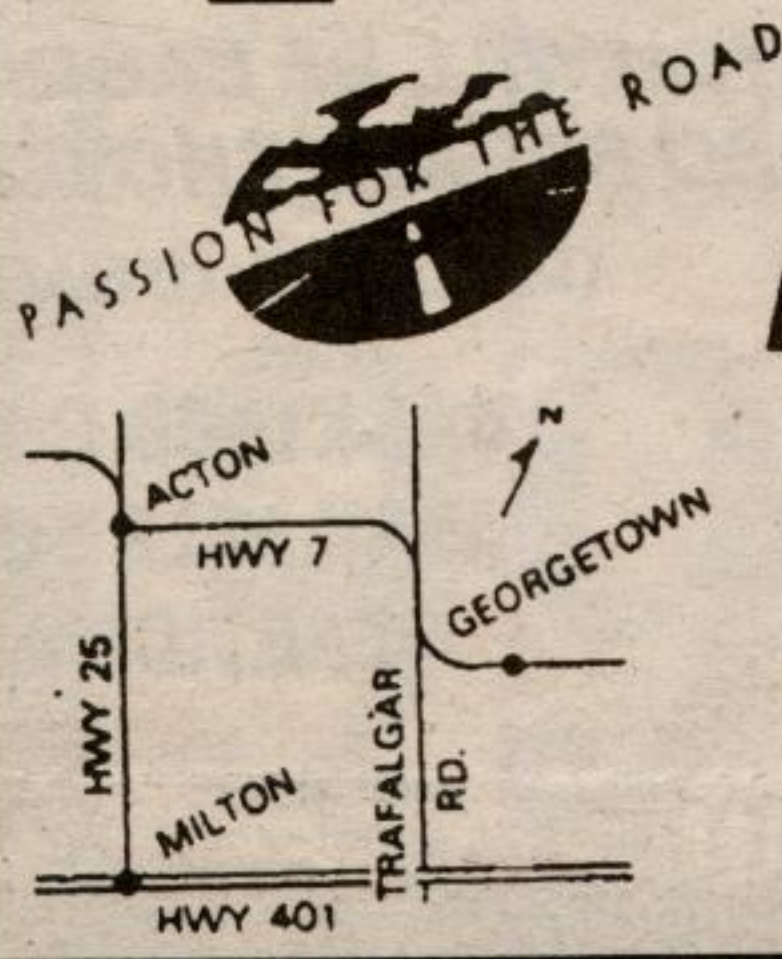 PASSION FOR THE ROAD
N
ACTON
HWY 7
GEORGETOWN
HWY 25
TRAFALGAR
RD.
MILTON
HWY 401